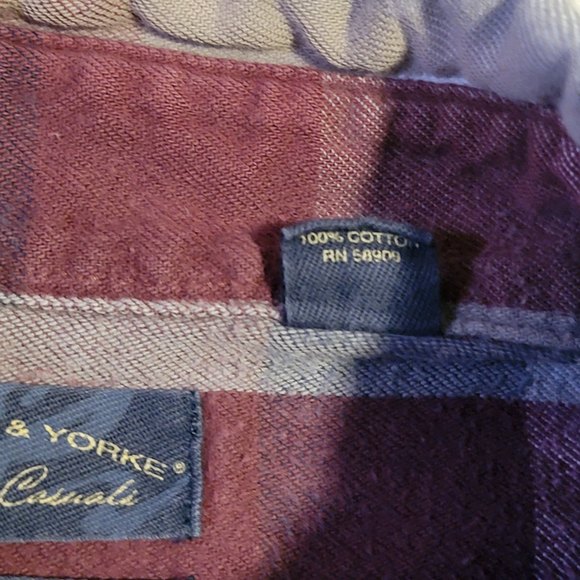 100% COTTON
RN 58909
& YORKE®
Casuals